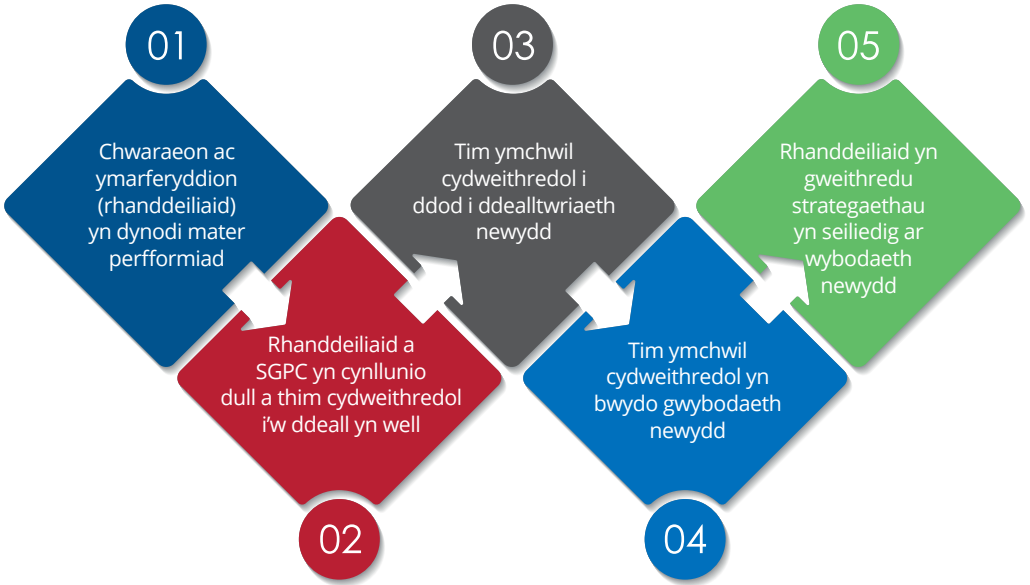 01
Chwaraeon ac
ymarferyddion
(rhanddeiliaid)
yn dynodi mater
perfformiad
02
Rhanddeiliaid a
SGPC yn cynllunio
dull a thim cydweithredol
i'w ddeall yn well
03
Tim ymchwil
cydweithredol i
ddod i ddealltwriaeth
newydd
04
Tim ymchwil
cydweithredol yn
bwydo gwybodaeth
newydd
05
Rhanddeiliaid yn
gweithredu
strategaethau
yn seiliedig ar
wybodaeth
newydd